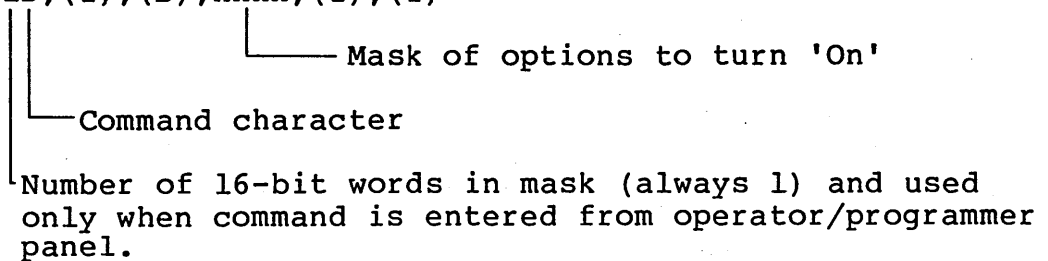 Mask of options to turn 'On'
Command character
Number of 16-bit words in mask (always 1) and used
only when command is entered from operator/programmer
panel.